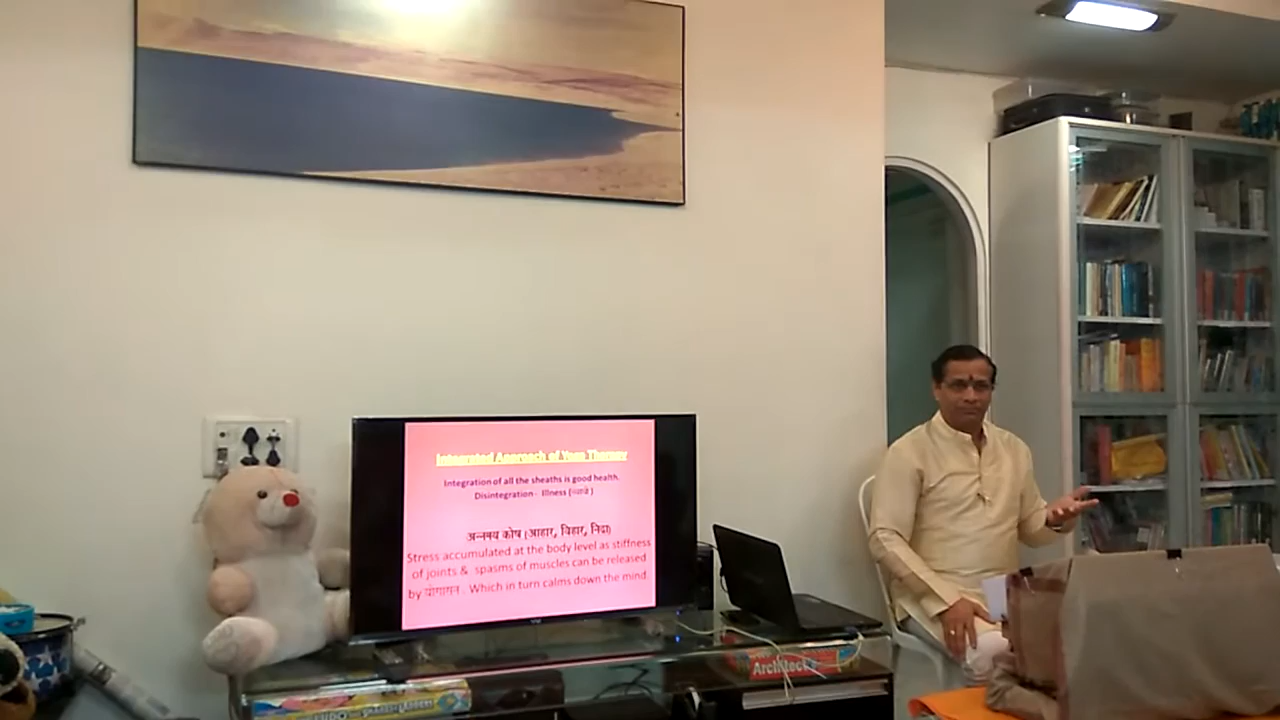 Integrated Approach of Yoga Therapy
Integration of all the sheaths is good health.
Disintegration - Illness (व्याधि)
अन्नमय कोष (आहार, विहार, निद्रा)
Stress accumulated at the body level as stiffness
of joints & spasms of muscles can be released
by योगासन . Which in turn calms down the mind.
Architect